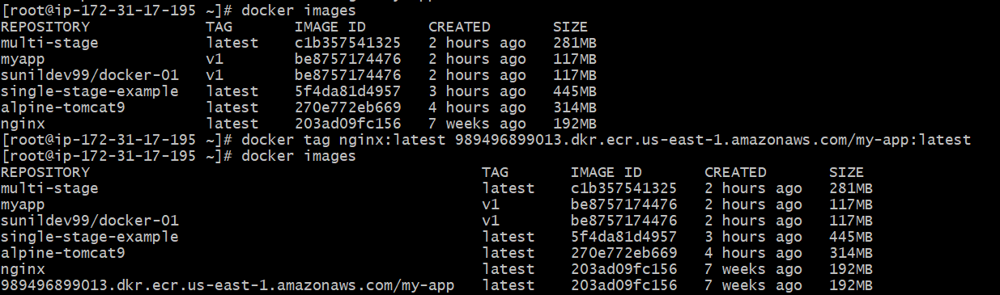 [root@ip-172-31-17-195 ~]# docker images
REPOSITORY TAG IMAGE ID CREATED SIZE
multi-stage latest c1b357541325 2 hours ago 281MB
myapp v1 be8757174476 2 hours ago 117MB
sunildev99/docker-01 v1 be8757174476 2 hours ago 117MB
single-stage-example latest 5f4da81d4957 3 hours ago 445MB
alpine-tomcat9 latest 270e772eb669 4 hours ago 314MB
nginx latest 203ad09fc156 7 weeks ago 192MB
[root@ip-172-31-17-195 ~]# docker tag nginx:latest 989496899013.dkr.ecr.us-east-1.amazonaws.com/my-app:latest
[root@ip-172-31-17-195 ~]# docker images
REPOSITORY TAG IMAGE ID CREATED SIZE
multi-stage latest c1b357541325 2 hours ago 281MB
myapp v1 be8757174476 2 hours ago 117MB
sunildev99/docker-01 v1 be8757174476 2 hours ago 117MB
single-stage-example latest 5f4da81d4957 3 hours ago 445MB
alpine-tomcat9 latest 270e772eb669 4 hours ago 314MB
nginx latest 203ad09fc156 7 weeks ago 192MB
989496899013.dkr.ecr.us-east-1.amazonaws.com/my-app latest 203ad09fc156 7 weeks ago 192MB